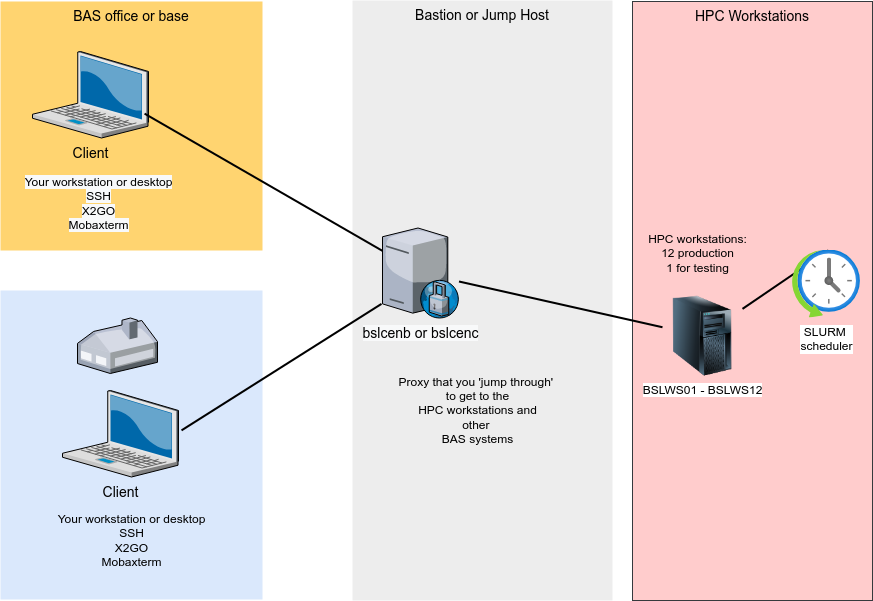 BAS office or base
Client
Your workstation or desktop
SSH
X2GO
Mobaxterm
Client
Your workstation or desktop
SSH
X2GO
Mobaxterm
Bastion or Jump Host
bslcenb or bslcenc
Proxy that you 'jump through'
to get to the
HPC workstations and
other
BAS systems
HPC Workstations
HPC workstations:
12 production
1 for testing
BSLWS01 - BSLWS12
SLURM
scheduler